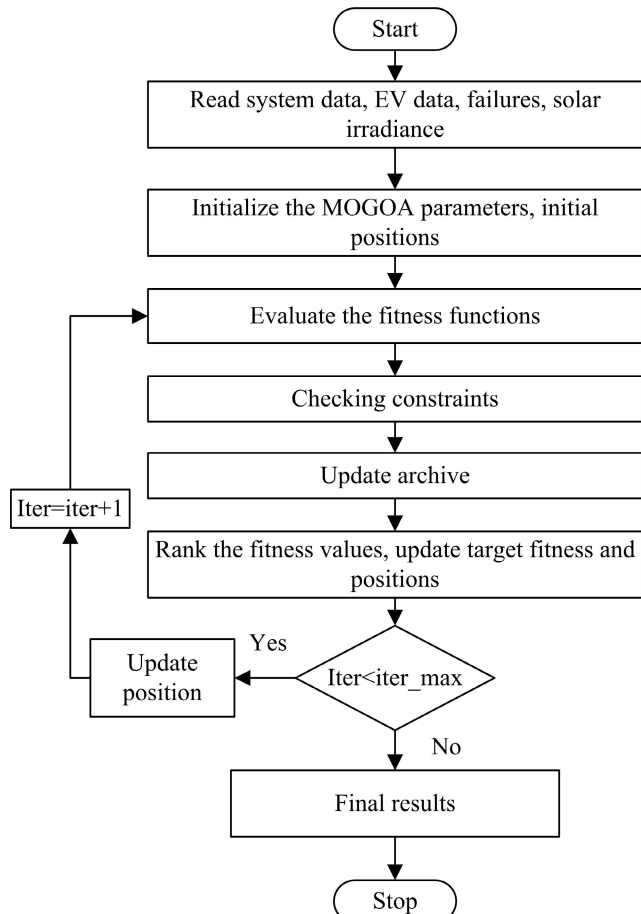 Start
Read system data, EV data, failures, solar
irradiance
Initialize the MOGOA parameters, initial
positions
Evaluate the fitness functions
Checking constraints
Update archive
Iter=iter+1
Rank the fitness values, update target fitness and
positions
Yes
Update
position
Iter<iter_max
No
Final results
Stop